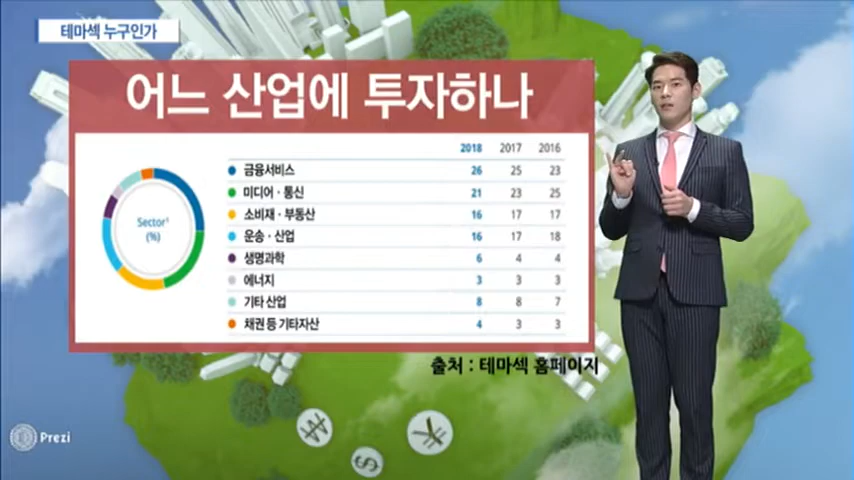 테마섹 누구인가
어느 산업에 투자하나
2018 2017 2016
Sector¹
(%)
금융서비스 26 25 23
미디어 · 통신 21 23 25
소비재 · 부동산 16 17 17
운송 · 산업 16 17 18
생명과학 6 4 4
에너지 3 3 3
기타 산업 8 8 7
채권 등 기타자산 4 3 3
출처 : 테마섹 홈페이지
Prezi
₩
$
¥